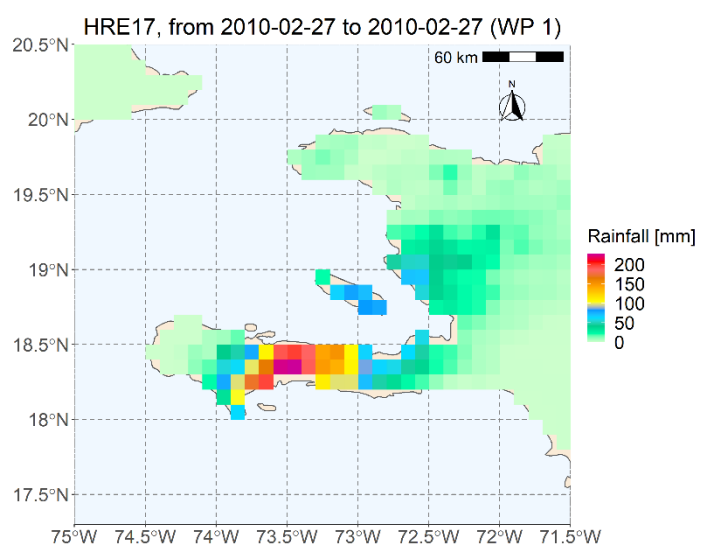 HRE17, from 2010-02-27 to 2010-02-27 (WP 1)
20.5°N
60 km
N
20°N
19.5°N
19°N
18.5°N
18°N
17.5°N
75°W 74.5°W 74°W 73.5°W 73°W 72.5°W 72°W 71.5°W
Rainfall [mm]
200
150
100
50
0